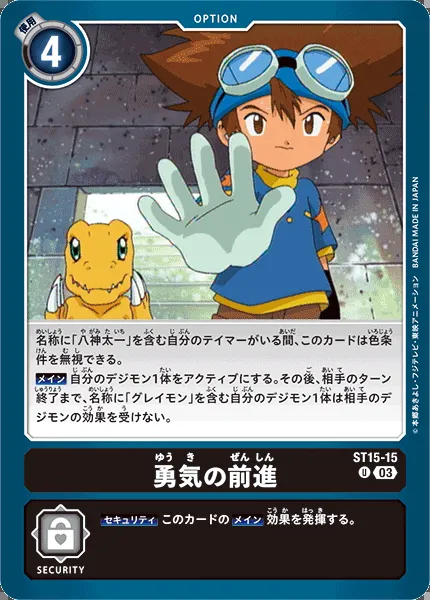 OPTION
使用
4
BANDAI MADE IN JAPAN
©本郷あきよし・フジテレビ・東映アニメーション
名称に「八神太一」を含む自分のテイマーがいる間、このカードは色条
件を無視できる。
メイン 自分のデジモン1体をアクティブにする。その後、相手のターン
終了まで、名称に「グレイモン」を含む自分のデジモン1体は相手のデ
ジモンの効果を受けない。
ゆうき ぜんしん
勇気の前進
ST15-15
U 03
セキュリティ このカードの メイン 効果を発揮する。
SECURITY